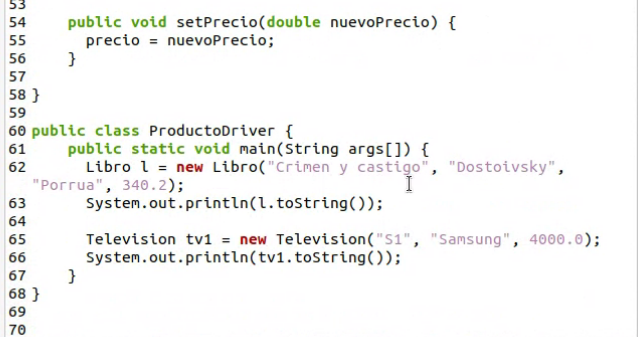 53
54 public void setPrecio(double nuevoPrecio) {
55 precio = nuevoPrecio;
56 }
57
58 }
59
60 public class ProductoDriver {
61 public static void main(String args[]) {
62 Libro l = new Libro("Crimen y castigo", "Dostoivsky",
"Porrua", 340.2);
63 System.out.println(l.toString());
64
65 Television tv1 = new Television("S1", "Samsung", 4000.0);
66 System.out.println(tv1.toString());
67 }
68 }
69
70